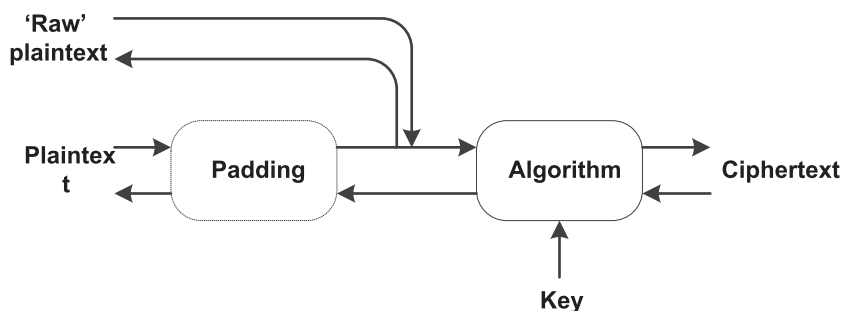 ‘Raw’
plaintext
Plaintex
t
Padding
Algorithm
Ciphertext
Key